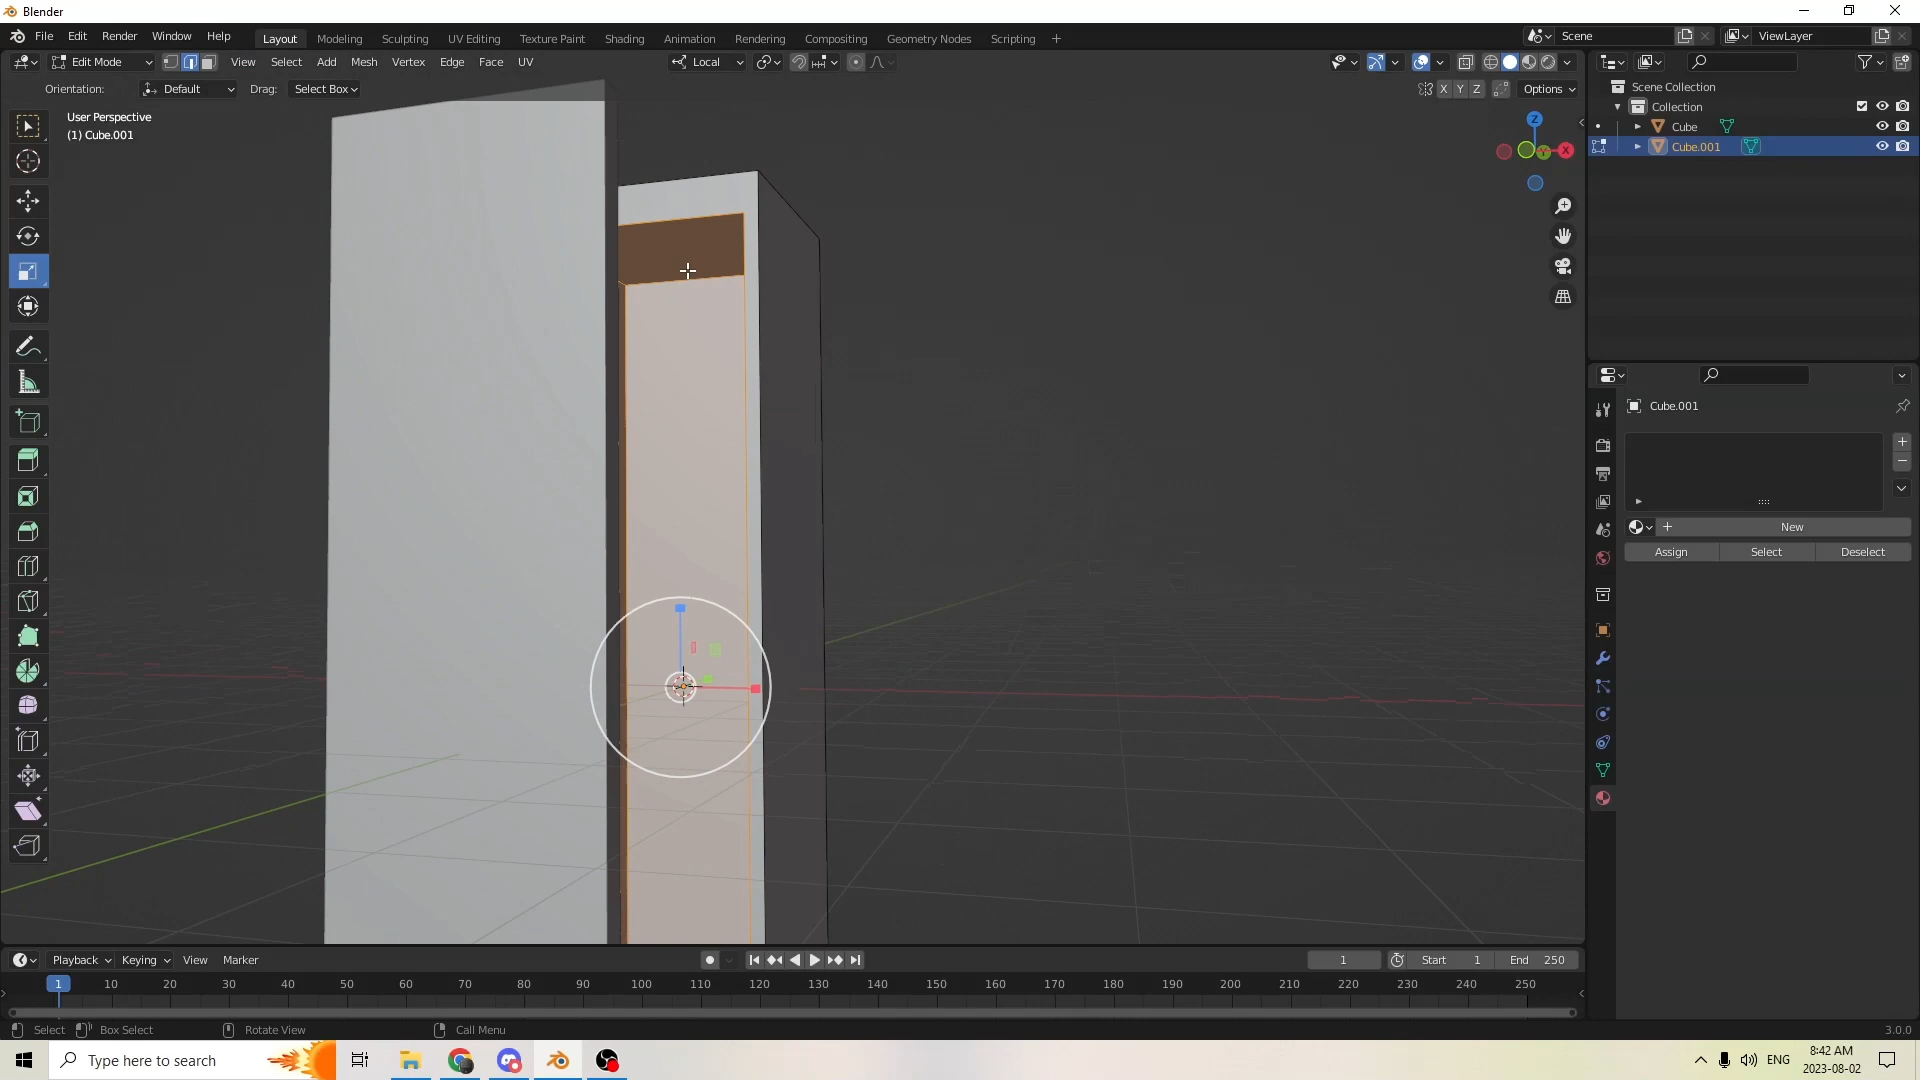 Blender
File Edit Render Window Help
Layout Modeling Sculpting UV Editing Texture Paint Shading Animation Rendering Compositing Geometry Nodes Scripting +
Scene
ViewLayer
Edit Mode View Select Add Mesh Vertex Edge Face UV
Local
Orientation: Default Drag: Select Box
X Y Z Options
User Perspective
(1) Cube.001
Z
X
Y
Scene Collection
Collection
Cube
Cube.001
Cube.001
New
Assign Select Deselect
Playback Keying View Marker
1 Start 1 End 250
1 10 20 30 40 50 60 70 80 90 100 110 120 130 140 150 160 170 180 190 200 210 220 230 240 250
Select Box Select Rotate View Call Menu
3.0.0
Type here to search
ENG
8:42 AM
2023-08-02